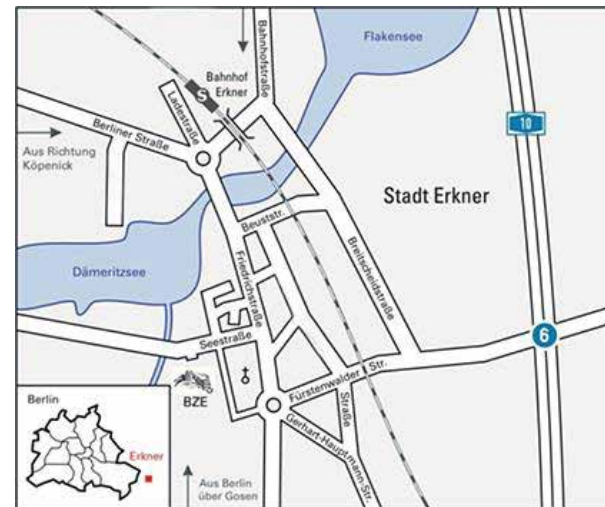 Flakensee
Bahnhofstraße
Bahnhof
Erkner
S
Ladestraße
Berliner Straße
10
Aus Richtung
Köpenick
Stadt Erkner
Beuststr.
Breitscheidstraße
Dämeritzsee
Friedrichstraße
Seestraße
6
Fürstenwalder Str.
BZE
Straße
Gerhart-Hauptmann-Str.
Berlin
Erkner
Aus Berlin
über Gosen